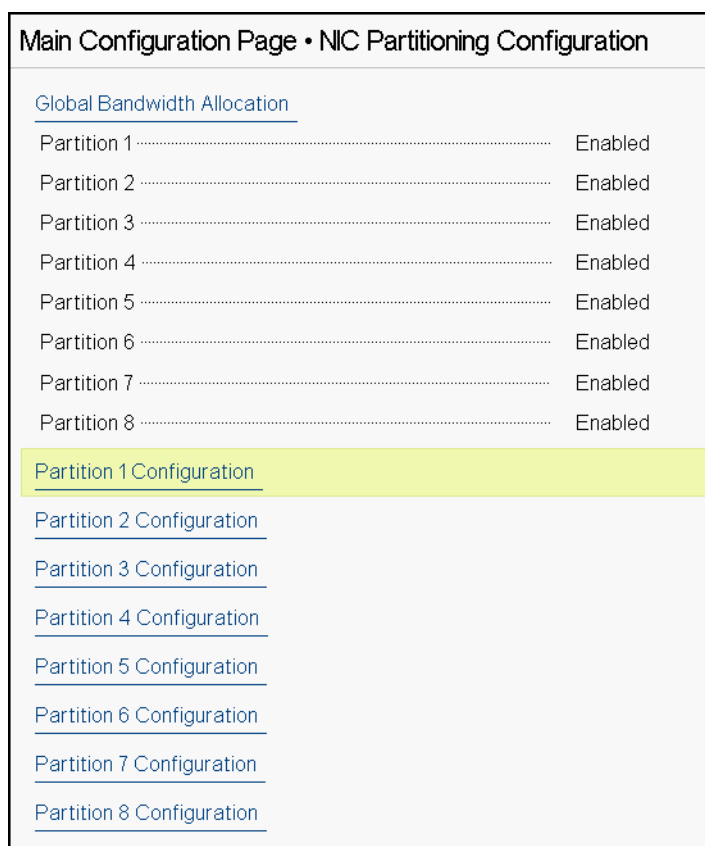 Main Configuration Page • NIC Partitioning Configuration
Global Bandwidth Allocation
Partition 1 Enabled
Partition 2 Enabled
Partition 3 Enabled
Partition 4 Enabled
Partition 5 Enabled
Partition 6 Enabled
Partition 7 Enabled
Partition 8 Enabled
Partition 1 Configuration
Partition 2 Configuration
Partition 3 Configuration
Partition 4 Configuration
Partition 5 Configuration
Partition 6 Configuration
Partition 7 Configuration
Partition 8 Configuration